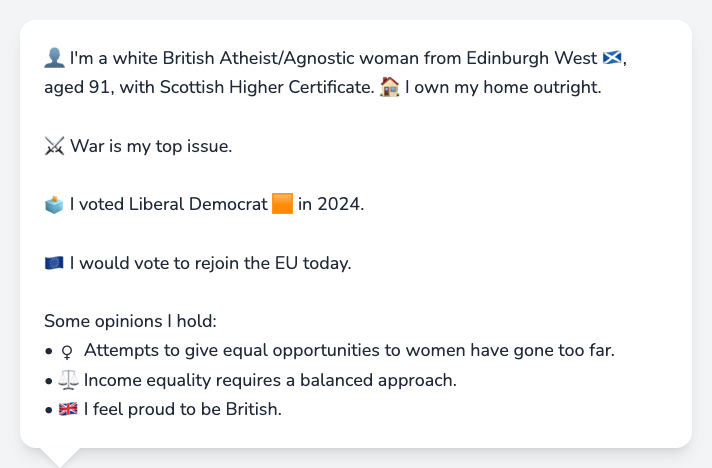 👤 I'm a white British Atheist/Agnostic woman from Edinburgh West 🏴󠁧󠁢󠁳󠁣󠁴󠁿,
aged 91, with Scottish Higher Certificate. 🏠 I own my home outright.
⚔️ War is my top issue.
🗳️ I voted Liberal Democrat 🟧 in 2024.
🇪🇺 I would vote to rejoin the EU today.
Some opinions I hold:
• ♀ Attempts to give equal opportunities to women have gone too far.
• ⚖️ Income equality requires a balanced approach.
• 🇬🇧 I feel proud to be British.